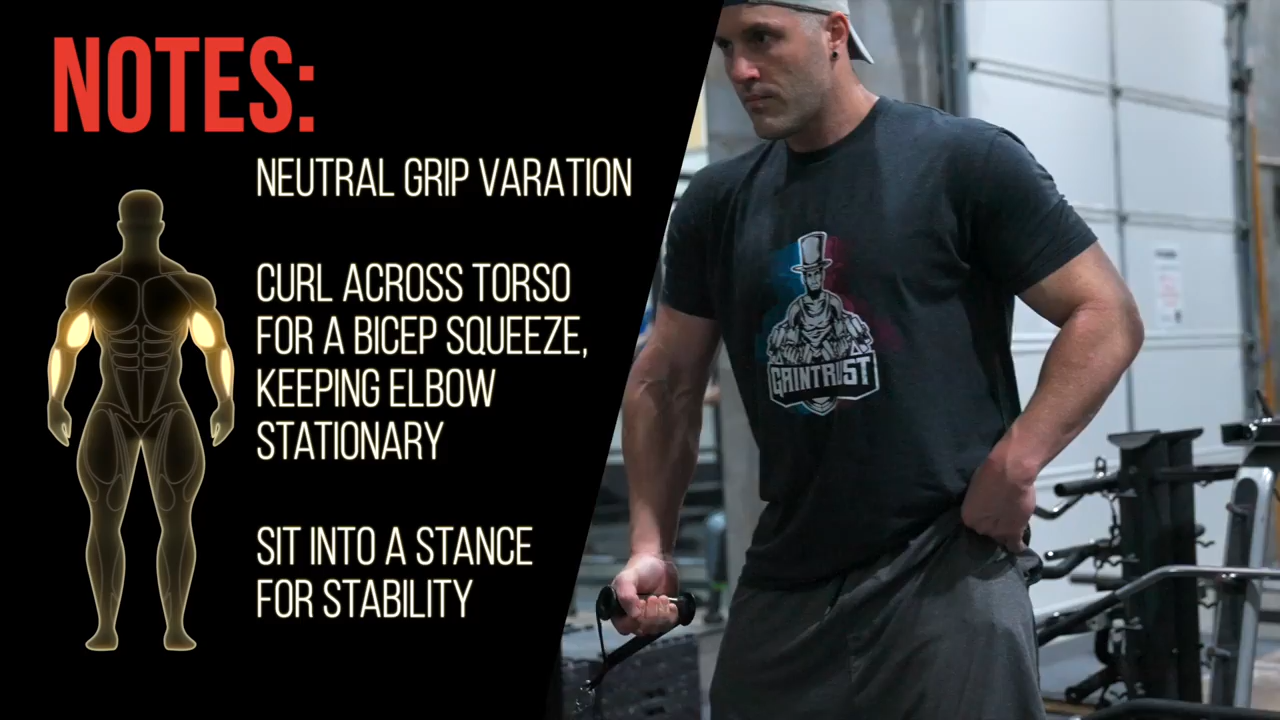 NOTES:
NEUTRAL GRIP VARATION
CURL ACROSS TORSO
FOR A BICEP SQUEEZE,
KEEPING ELBOW
STATIONARY
SIT INTO A STANCE
FOR STABILITY
GAINTRUST